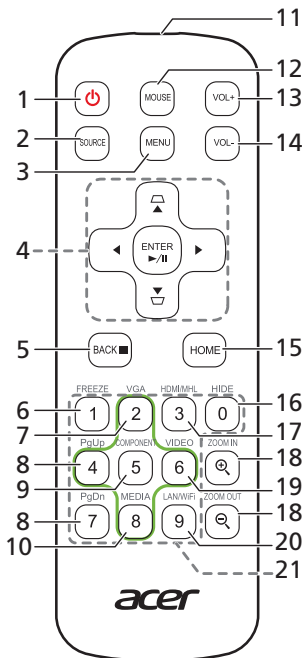 11
12
1 MOUSE VOL+ 13
2 SOURCE MENU VOL- 14
3
4 ENTER
5 BACK HOME 15
FREEZE VGA HDMI/MHL HIDE
6 1 2 3 0 16
7 17
PgUp COMPONENT VIDEO ZOOM IN
8 4 5 6 18
9 19
PgDn MEDIA LAN/WiFi ZOOM OUT
8 7 8 9 18
10 20
21
acer